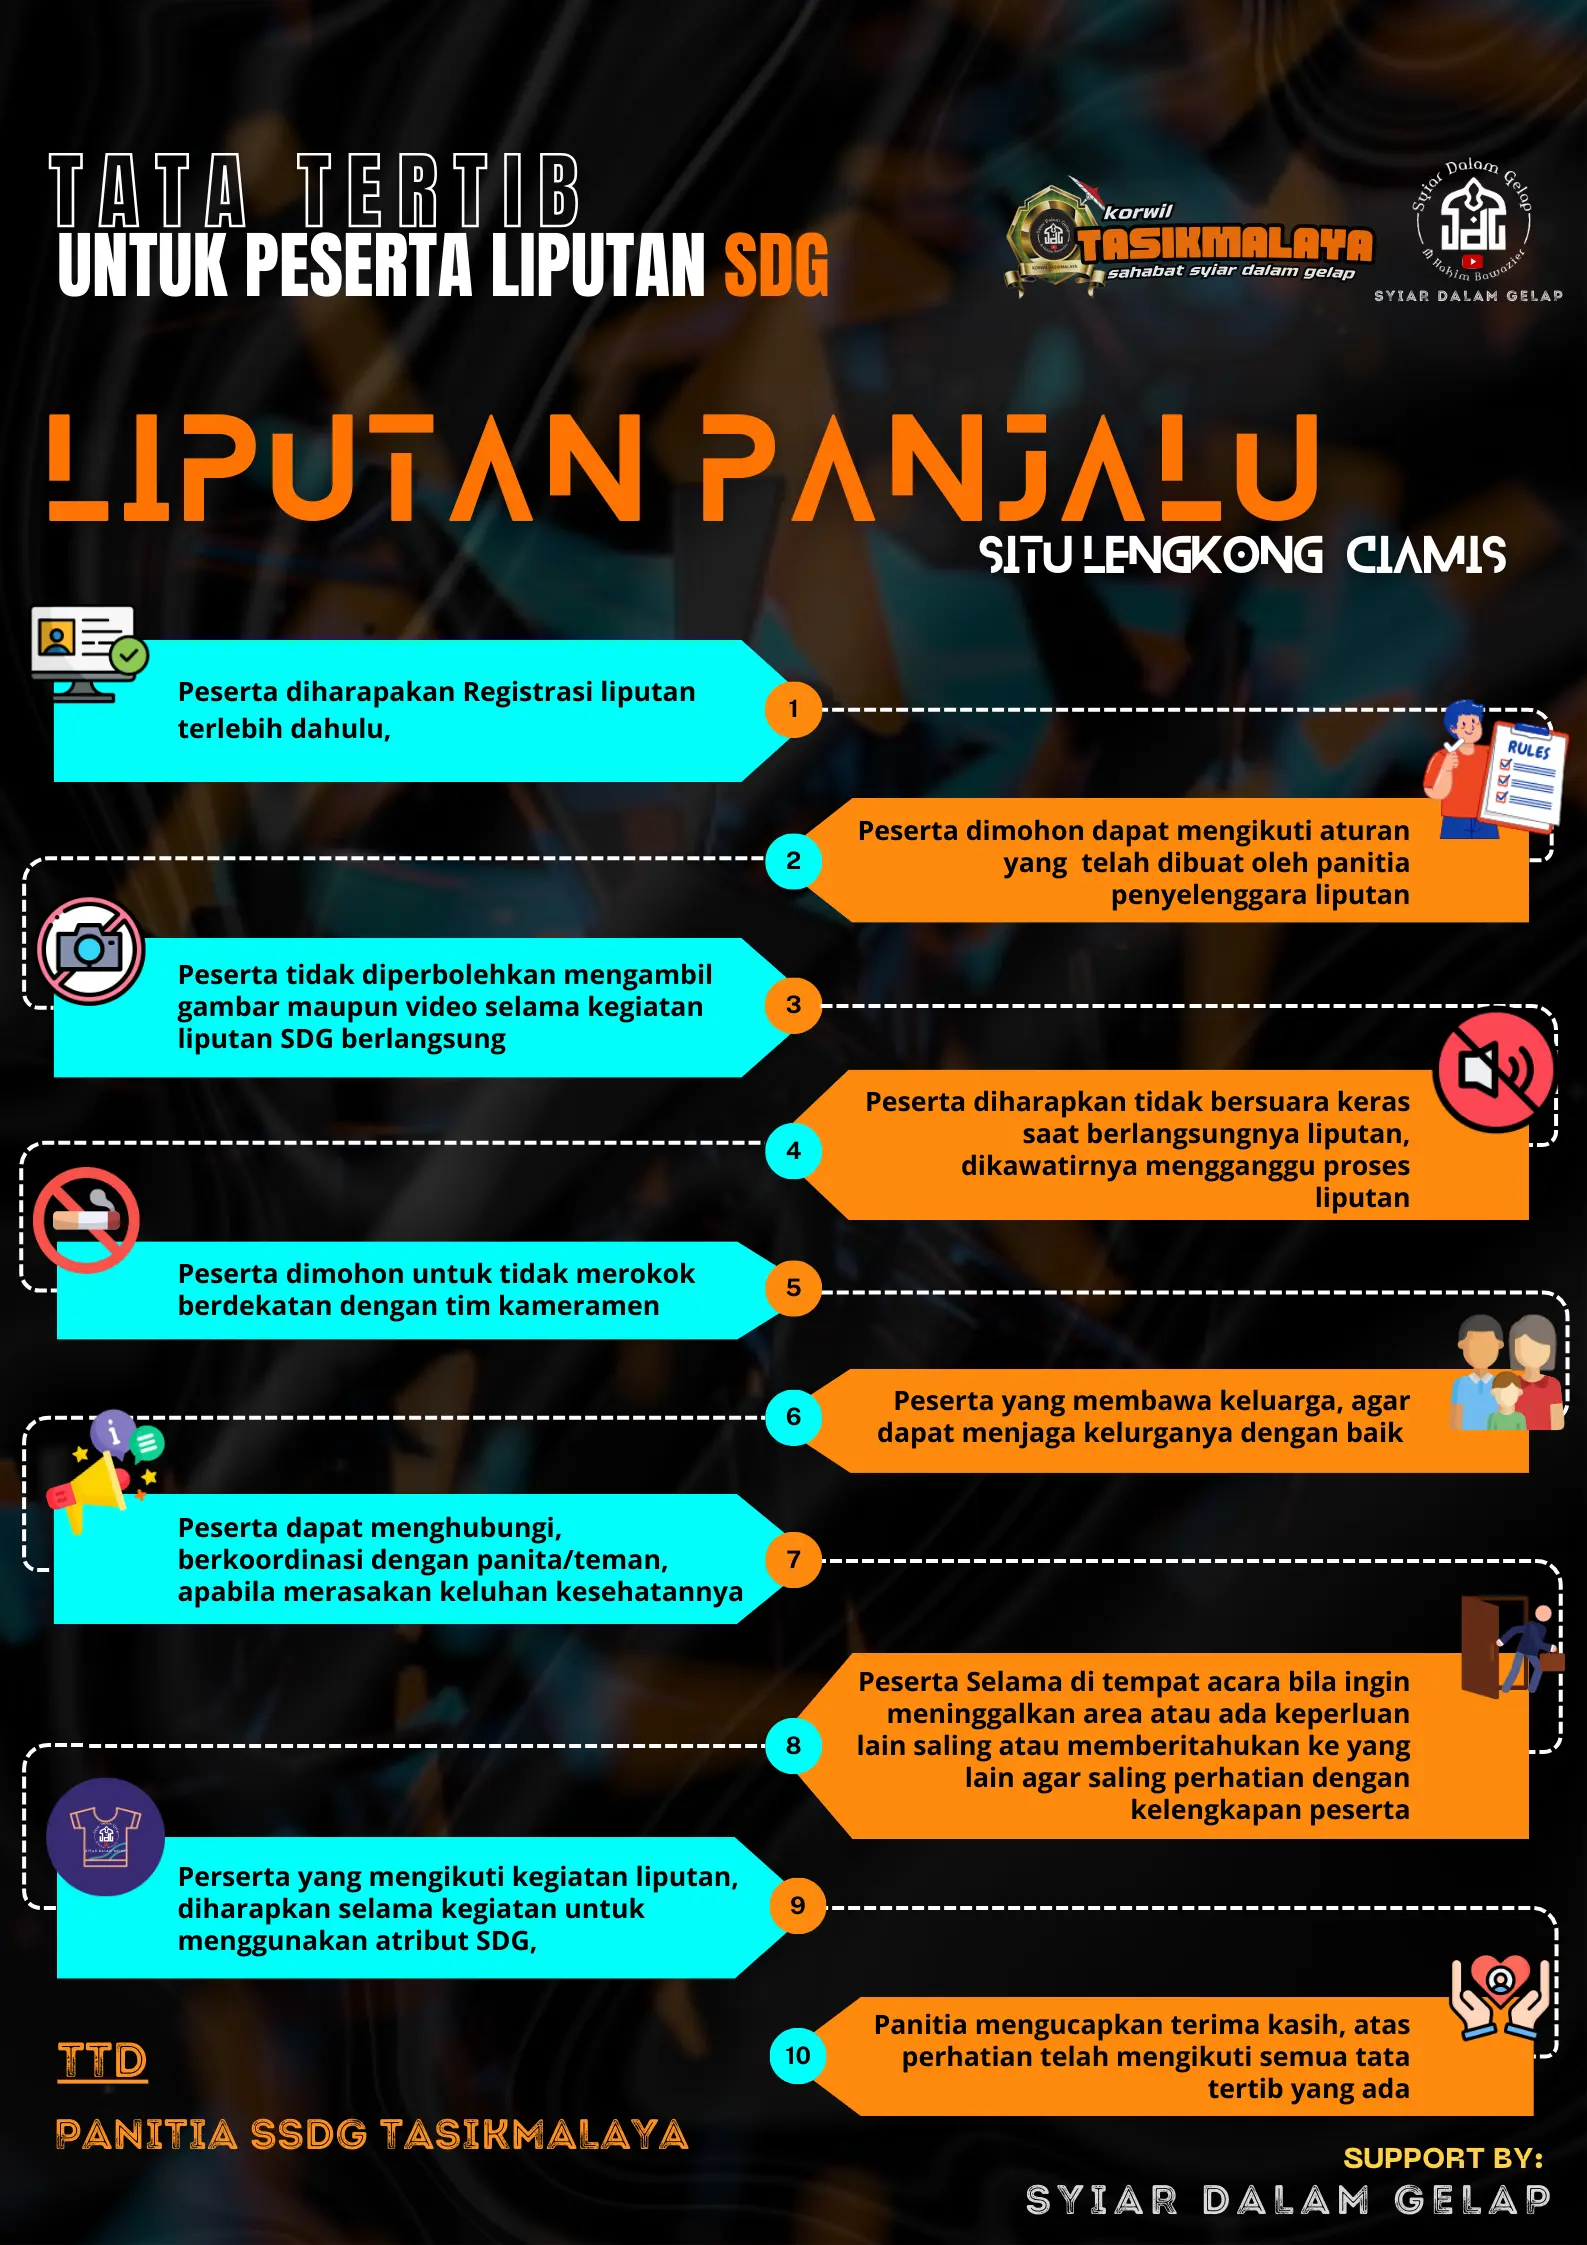 TATA TERTIB
UNTUK PESERTA LIPUTAN SDG
korwil
TASIKMALAYA
sahabat syiar dalam gelap
Syiar Dalam Gelap
M Hakim Bawazier
SYIAR DALAM GELAP
LIPUTAN PANJALU
SITU LENGKONG CIAMIS
Peserta diharapakan Registrasi liputan
terlebih dahulu,
1
RULES
2
Peserta dimohon dapat mengikuti aturan
yang telah dibuat oleh panitia
penyelenggara liputan
Peserta tidak diperbolehkan mengambil
gambar maupun video selama kegiatan
liputan SDG berlangsung
3
4
Peserta diharapkan tidak bersuara keras
saat berlangsungnya liputan,
dikawatirnya mengganggu proses
liputan
Peserta dimohon untuk tidak merokok
berdekatan dengan tim kameramen
5
6
Peserta yang membawa keluarga, agar
dapat menjaga kelurganya dengan baik
Peserta dapat menghubungi,
berkoordinasi dengan panita/teman,
apabila merasakan keluhan kesehatannya
7
8
Peserta Selama di tempat acara bila ingin
meninggalkan area atau ada keperluan
lain saling atau memberitahukan ke yang
lain agar saling perhatian dengan
kelengkapan peserta
Perserta yang mengikuti kegiatan liputan,
diharapkan selama kegiatan untuk
menggunakan atribut SDG,
9
10
Panitia mengucapkan terima kasih, atas
perhatian telah mengikuti semua tata
tertib yang ada
TTD
PANITIA SSDG TASIKMALAYA
SUPPORT BY:
SYIAR DALAM GELAP